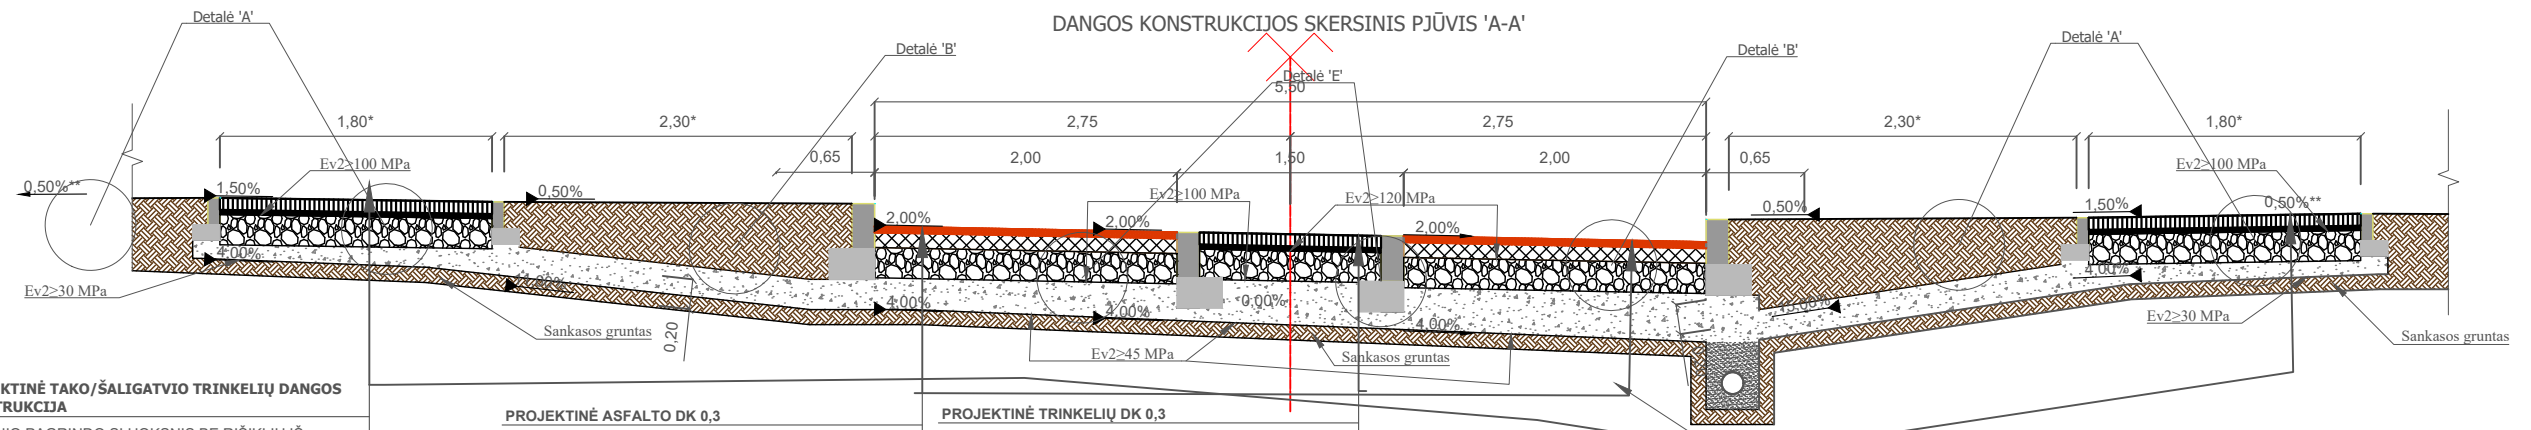 Detalė 'A'
DANGOS KONSTRUKCIJOS SKERSINIS PJŪVIS 'A-A'
Detalė 'B'
Detalė 'B'
Detalė 'A'
Detalė 'E'
5,50
1,80*
2,30*
2,75
2,75
2,30*
1,80*
0,65
2,00
1,50
2,00
0,65
Ev2≥100 MPa
Ev2≥100 MPa
Ev2≥120 MPa
Ev2≥100 MPa
0,50%**
1,50%
0,50%
2,00%
2,00%
2,00%
0,50%
1,50%
0,50%**
4,00%
4,00%
4,00%
0,00%
4,00%
4,00%
Ev2≥30 MPa
Sankasos gruntas
0,20
Ev2≥45 MPa
Sankasos gruntas
Ev2≥30 MPa
Sankasos gruntas
KTINĖ TAKO/ŠALIGATVIO TRINKELIŲ DANGOS
TRUKCIJA
PROJEKTINĖ ASFALTO DK 0,3
PROJEKTINĖ TRINKELIŲ DK 0,3